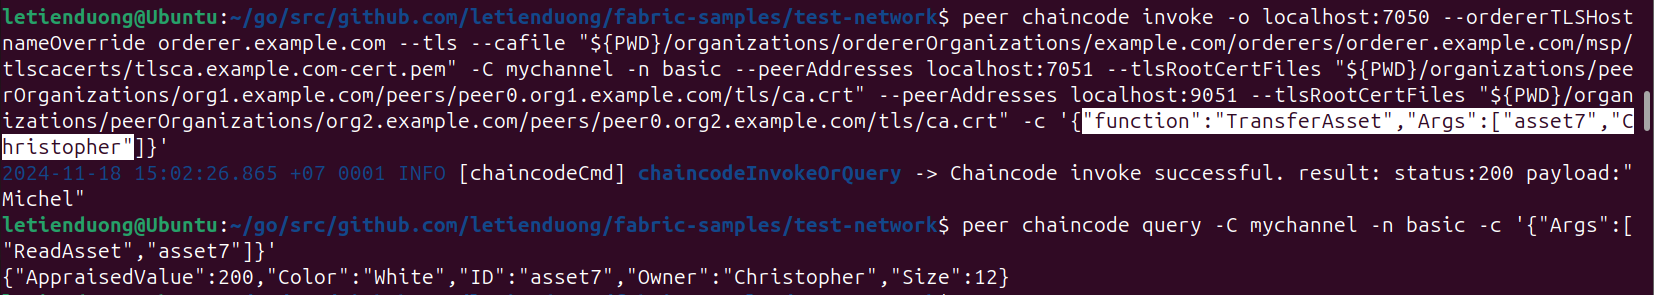 letienduong@Ubuntu:~/go/src/github.com/letienduong/fabric-samples/test-network$ peer chaincode invoke -o localhost:7050 --ordererTLSHost
nameOverride orderer.example.com --tls --cafile "${PWD}/organizations/ordererOrganizations/example.com/orderers/orderer.example.com/msp/
tlscacerts/tlsca.example.com-cert.pem" -C mychannel -n basic --peerAddresses localhost:7051 --tlsRootCertFiles "${PWD}/organizations/pee
rOrganizations/org1.example.com/peers/peer0.org1.example.com/tls/ca.crt" --peerAddresses localhost:9051 --tlsRootCertFiles "${PWD}/organ
izations/peerOrganizations/org2.example.com/peers/peer0.org2.example.com/tls/ca.crt" -c '{"function":"TransferAsset","Args":["asset7","C
hristopher"]}'
2024-11-18 15:02:26.865 +07 0001 INFO [chaincodeCmd] chaincodeInvokeOrQuery -> Chaincode invoke successful. result: status:200 payload:"
Michel"
letienduong@Ubuntu:~/go/src/github.com/letienduong/fabric-samples/test-network$ peer chaincode query -C mychannel -n basic -c '{"Args":[
"ReadAsset","asset7"]}'
{"AppraisedValue":200,"Color":"White","ID":"asset7","Owner":"Christopher","Size":12}